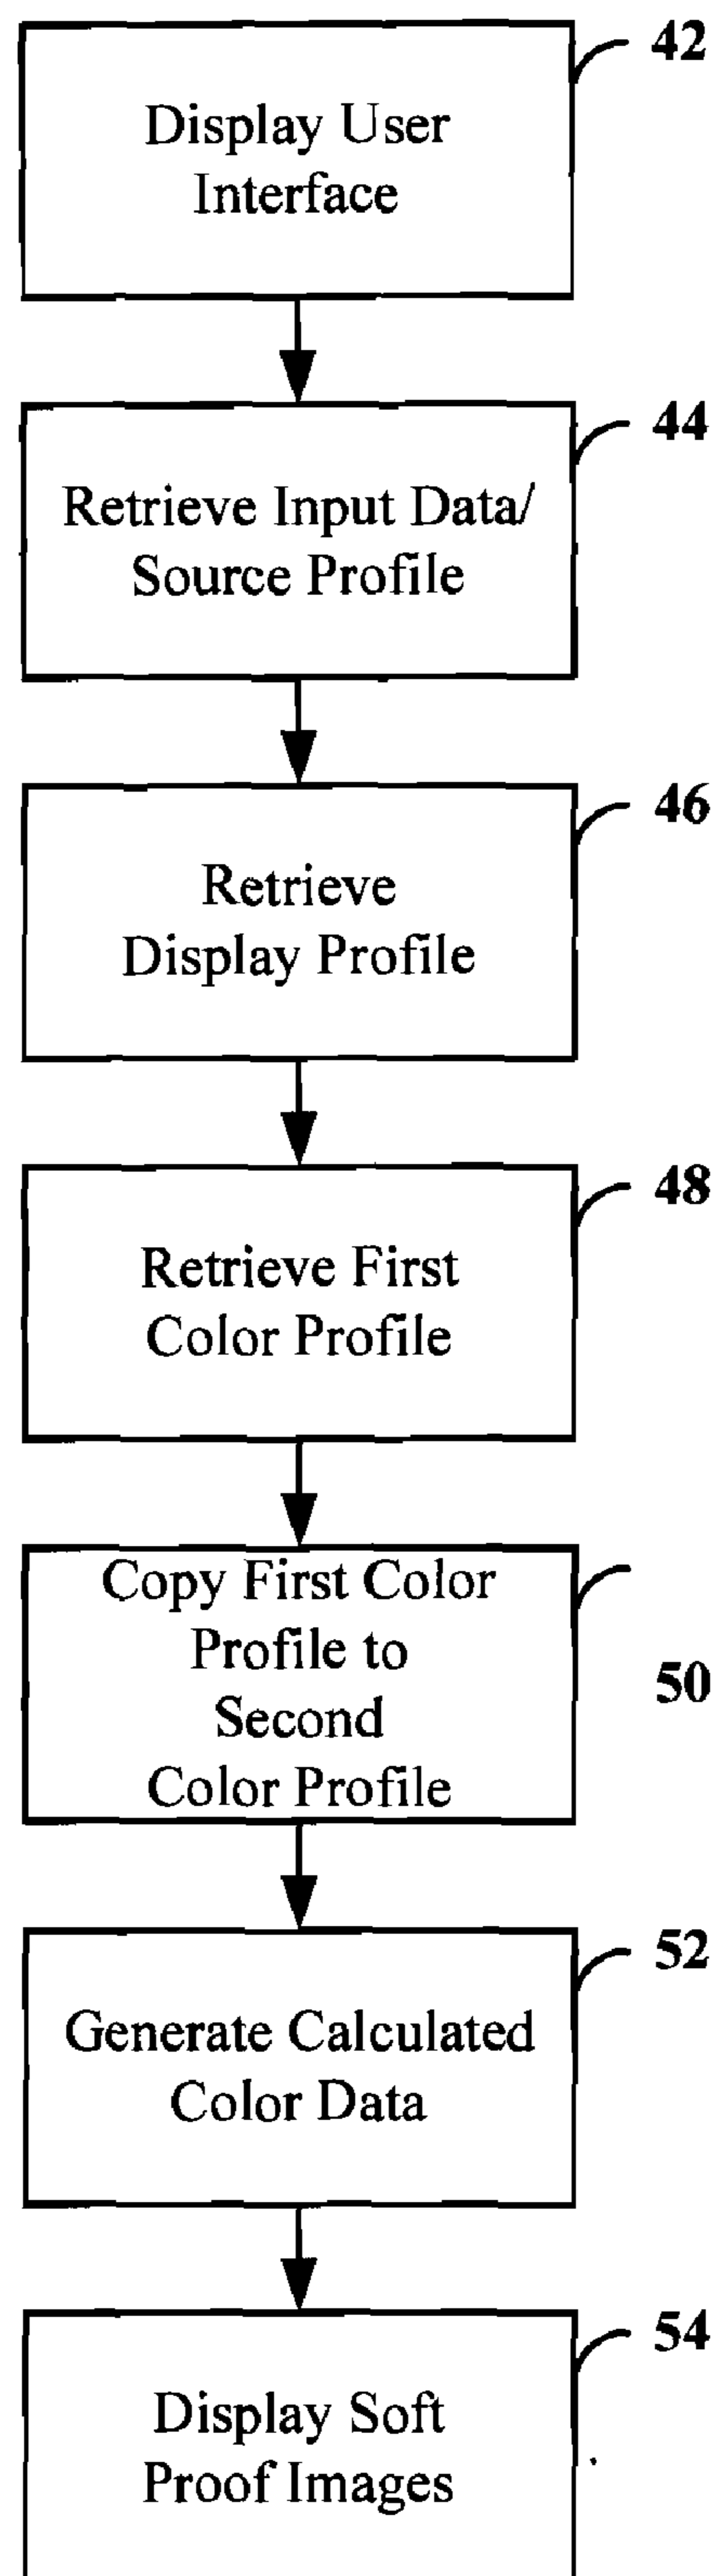 42
Display User
Interface
44
Retrieve Input Data/
Source Profile
46
Retrieve
Display Profile
48
Retrieve First
Color Profile
Copy First Color
Profile to
50
Second
Color Profile
52
Generate Calculated
Color Data
54
Display Soft
Proof Images